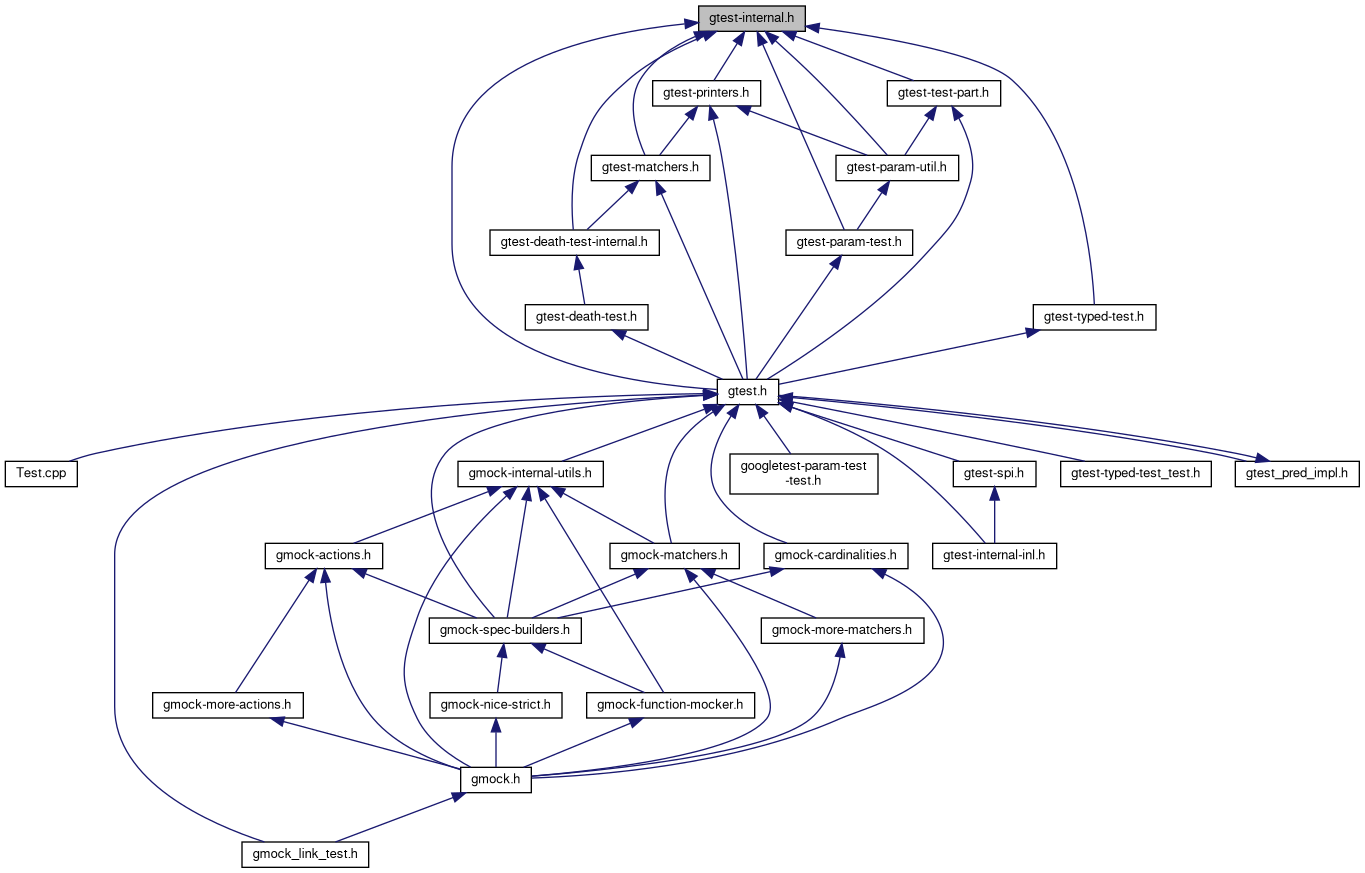 gtest-internal.h
gtest-printers.h
gtest-test-part.h
gtest-matchers.h
gtest-param-util.h
gtest-death-test-internal.h
gtest-param-test.h
gtest-death-test.h
gtest-typed-test.h
gtest.h
Test.cpp
gmock-internal-utils.h
googletest-param-test
-test.h
gtest-spi.h
gtest-typed-test_test.h
gtest_pred_impl.h
gmock-actions.h
gmock-matchers.h
gmock-cardinalities.h
gtest-internal-inl.h
gmock-spec-builders.h
gmock-more-matchers.h
gmock-more-actions.h
gmock-nice-strict.h
gmock-function-mocker.h
gmock.h
gmock_link_test.h